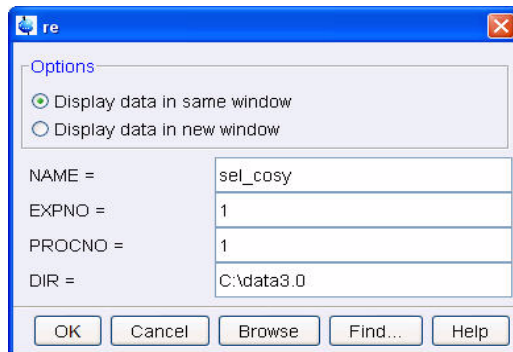 re
Options
Display data in same window
Display data in new window
NAME = sel_cosy
EXPNO = 1
PROCNO = 1
DIR = C:\data3.0
OK Cancel Browse Find... Help